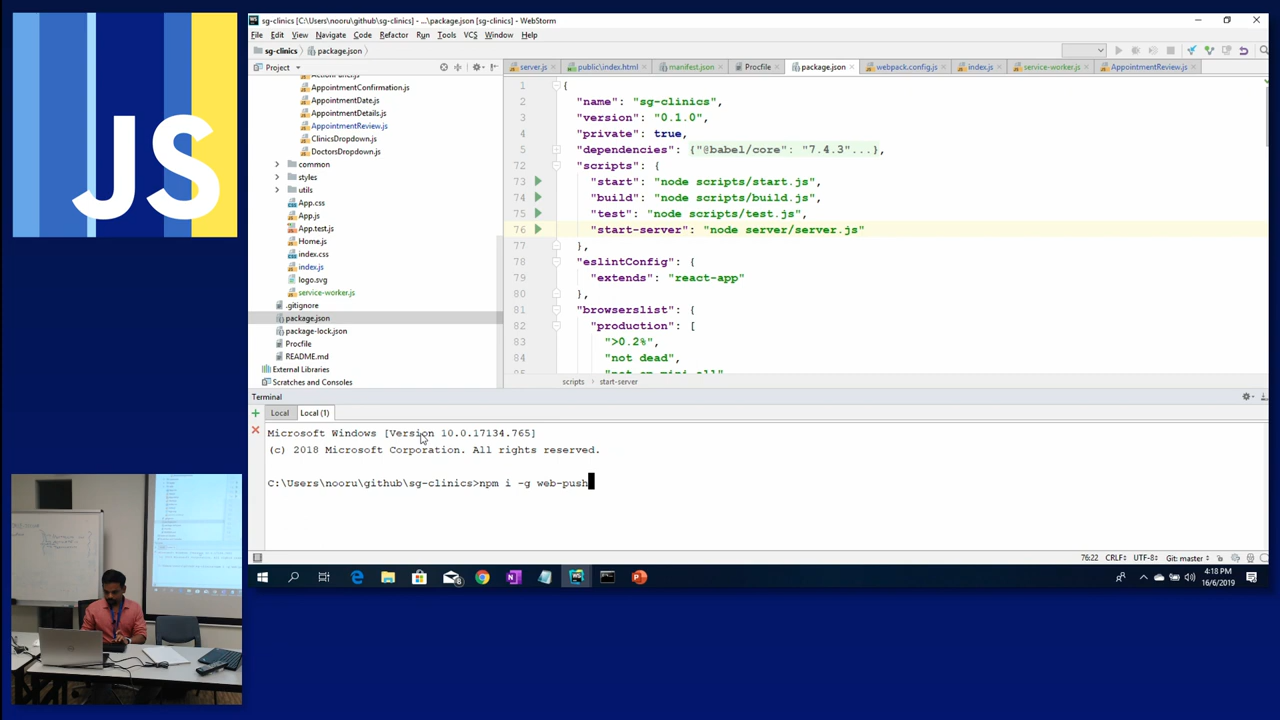 JS
WS
sg-clinics [C:\Users\nooru\github\sg-clinics] - ...\package.json [sg-clinics] - WebStorm
File Edit View Navigate Code Refactor Run Tools VCS Window Help
sg-clinics package.json
Project
server.js public\index.html manifest.json Procfile package.json webpack.config.js index.js service-worker.js AppointmentReview.js
AppointmentConfirmation.js
AppointmentDate.js
AppointmentDetails.js
AppointmentReview.js
ClinicsDropdown.js
DoctorsDropdown.js
common
styles
utils
App.css
App.js
App.test.js
Home.js
index.css
index.js
logo.svg
service-worker.js
.gitignore
package.json
package-lock.json
Procfile
README.md
External Libraries
Scratches and Consoles
1 {
2 "name": "sg-clinics",
3 "version": "0.1.0",
4 "private": true,
5 "dependencies": {"@babel/core": "7.4.3"...},
72 "scripts": {
73 "start": "node scripts/start.js",
74 "build": "node scripts/build.js",
75 "test": "node scripts/test.js",
76 "start-server": "node server/server.js"
77 },
78 "eslintConfig": {
79 "extends": "react-app"
80 },
81 "browserslist": {
82 "production": [
83 ">0.2%",
84 "not dead",
scripts start-server
Terminal
Local Local (1)
Microsoft Windows [Version 10.0.17134.765]
(c) 2018 Microsoft Corporation. All rights reserved.
C:\Users\nooru\github\sg-clinics>npm i -g web-push
76:22 CRLF÷ UTF-8÷ Git: master÷
4:18 PM
16/6/2019